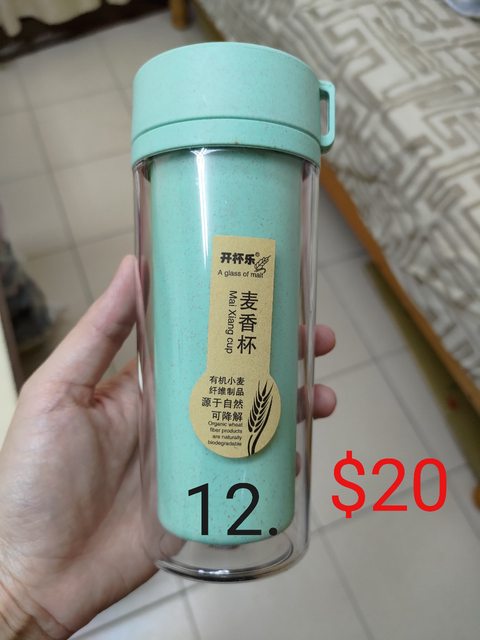 开杯乐®
A glass of malt
麦香杯
Mai Xiang cup
有机小麦
纤维制品
源于自然
可降解
Organic wheat
fiber products
are naturally
biodegradable
12.
$20